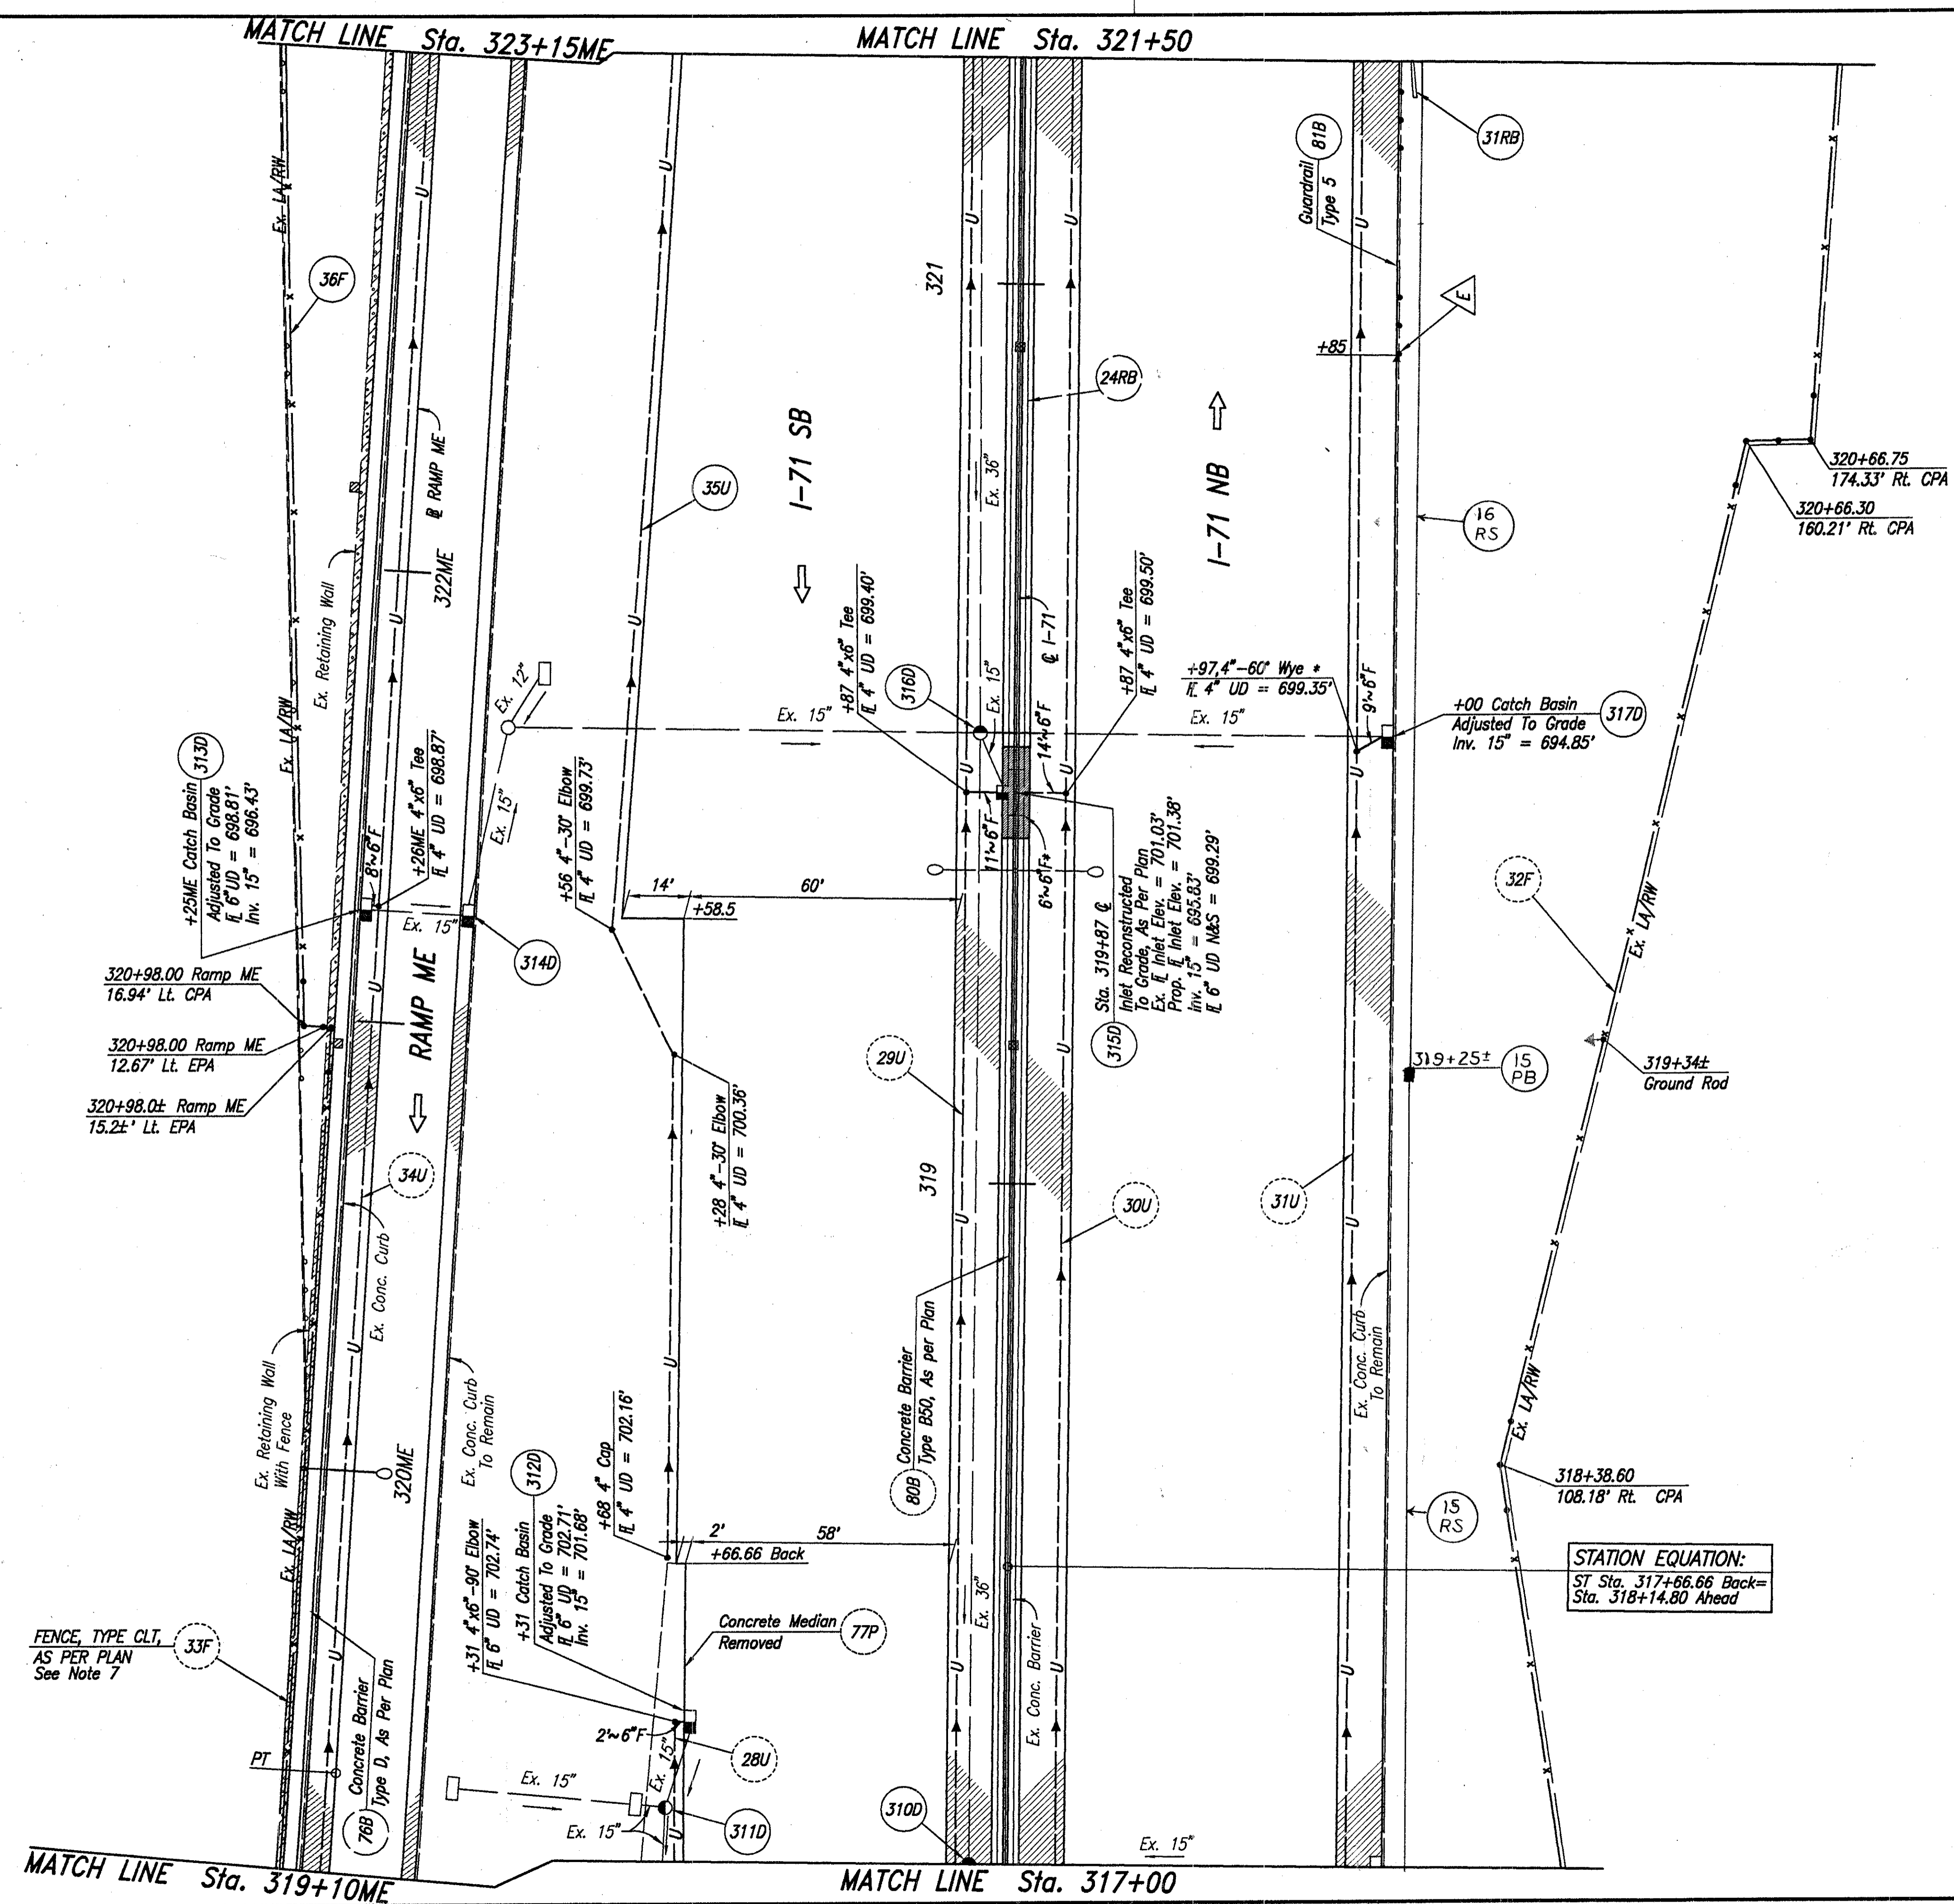 MATCH LINE Sta. 323+15ME
MATCH LINE Sta. 321+50
Ex. LA/RW
36F
Guardrail
Type 5
81B
31RB
U
U
U
U
U
321
E
+85
24RB
℄ I-71
I-71 SB
I-71 NB
Ex. 36"
35U
16
RS
320+66.75
174.33' Rt. CPA
320+66.30
160.21' Rt. CPA
RAMP ME
322ME
Ex. Retaining Wall
U
U
Ex. LA/RW
Ex. 12"
Ex. 15"
Ex. 15"
Ex. 15"
Ex. 15"
316D
+87 4"x6" Tee
FL 4" UD = 699.40'
+87 4"x6" Tee
FL 4" UD = 699.50'
14'~6"F
11'~6"F
6'~6"F*
+97,4"-60° Wye *
FL 4" UD = 699.35'
9'~6"F
+00 Catch Basin
Adjusted To Grade
Inv. 15" = 694.85'
317D
313D
+25ME Catch Basin
Adjusted To Grade
FL 6" UD = 698.81'
Inv. 15" = 696.43'
8'~6"F
+26ME 4"x6" Tee
FL 4" UD = 698.87'
Ex. 15"
314D
+56 4"-30° Elbow
FL 4" UD = 699.73'
14'
60'
+58.5
Sta. 319+87 ℄
Inlet Reconstructed
To Grade, As Per Plan
Ex. FL Inlet Elev. = 701.03'
Prop. FL Inlet Elev. = 701.38'
Inv. 15" = 695.83'
FL 6" UD N&S = 699.29'
315D
32F
Ex. LA/RW
320+98.00 Ramp ME
16.94' Lt. CPA
320+98.00 Ramp ME
12.67' Lt. EPA
320+98.0± Ramp ME
15.2±' Lt. EPA
RAMP ME
U
U
U
U
29U
319+25±
15
PB
319+34±
Ground Rod
34U
+28 4"-30° Elbow
FL 4" UD = 700.36'
319
30U
31U
U
U
U
U
Ex. Conc. Curb
Ex. Retaining Wall
With Fence
Ex. LA/RW
320ME
Ex. Conc. Curb
To Remain
Ex. Conc. Curb
To Remain
Ex. LA/RW
80B
Concrete Barrier
Type B50, As per Plan
312D
+31 4"x6"-90° Elbow
FL 6" UD = 702.74'
+31 Catch Basin
Adjusted To Grade
FL 6" UD = 702.71'
Inv. 15" = 701.68'
+68 4" Cap
FL 4" UD = 702.16'
2'
58'
+66.66 Back
318+38.60
108.18' Rt. CPA
15
RS
STATION EQUATION:
ST Sta. 317+66.66 Back=
Sta. 318+14.80 Ahead
Ex. 36"
Ex. Conc. Barrier
Concrete Median
Removed
77P
FENCE, TYPE CLT,
AS PER PLAN
See Note 7
33F
U
U
U
U
Concrete Barrier
Type D, As Per Plan
76B
PT
2'~6"F
Ex. 15"
28U
Ex. 15"
Ex. 15"
U
311D
310D
Ex. 15"
MATCH LINE Sta. 319+10ME
MATCH LINE Sta. 317+00